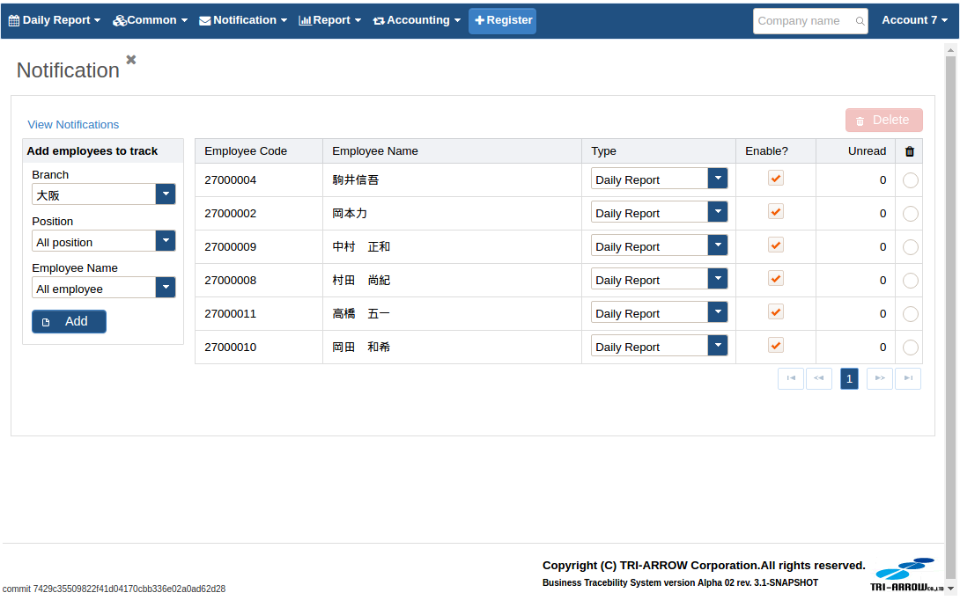 Daily Report Common Notification Report Accounting Register Company name Account 7
Notification
View Notifications
Delete
Add employees to track
Branch
大阪
Position
All position
Employee Name
All employee
Add
Employee Code Employee Name Type Enable? Unread
27000004 駒井信吾 Daily Report 0
27000002 岡本力 Daily Report 0
27000009 中村 正和 Daily Report 0
27000008 村田 尚紀 Daily Report 0
27000011 高橋 五一 Daily Report 0
27000010 岡田 和希 Daily Report 0
1
Copyright (C) TRI-ARROW Corporation.All rights reserved.
Business Tracebility System version Alpha 02 rev. 3.1-SNAPSHOT
TRI-ARROW
commit 7429c35509822f41d04170cbb336e02a0ad62d28